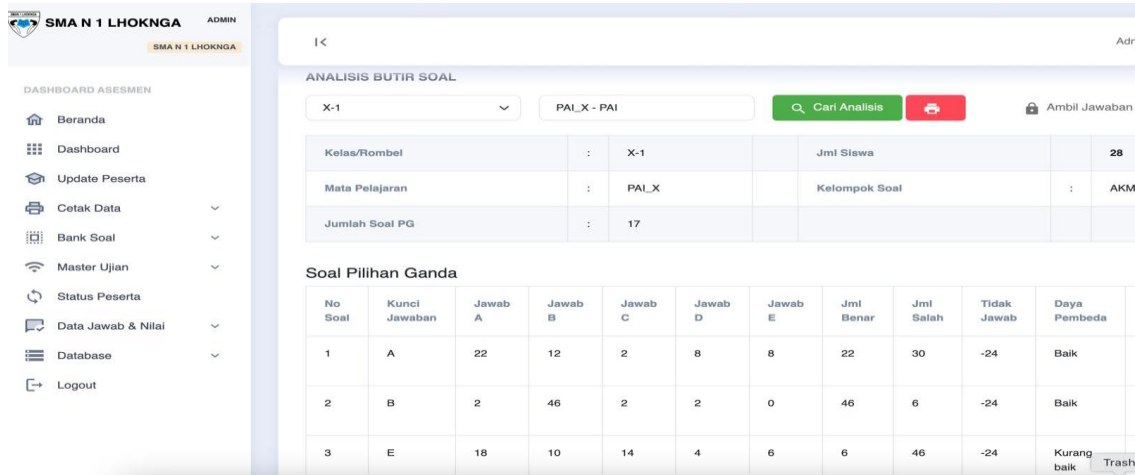 SMA N 1 LHOKNGA ADMIN
SMA N 1 LHOKNGA
DASHBOARD ASESMEN
Beranda
Dashboard
Update Peserta
Cetak Data
Bank Soal
Master Ujian
Status Peserta
Data Jawab & Nilai
Database
Logout
Adr
ANALISIS BUTIR SOAL
X-1 PAI_X - PAI Cari Analisis Ambil Jawaban
Kelas/Rombel : X-1 Jml Siswa 28
Mata Pelajaran : PAI_X Kelompok Soal : AKM
Jumlah Soal PG : 17
Soal Pilihan Ganda
No Kunci Jawab Jawab Jawab Jawab Jawab Jml Jml Tidak Daya
Soal Jawaban A B C D E Benar Salah Jawab Pembeda
1 A 22 12 2 8 8 22 30 -24 Baik
2 B 2 46 2 2 0 46 6 -24 Baik
3 E 18 10 14 4 6 6 46 -24 Kurang
baik Trash